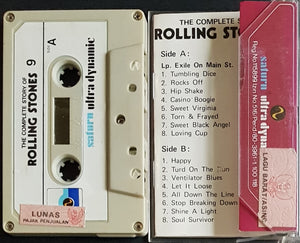 THE COMPLETE STORY OF
ROLLING STONES 9
SIDE
A
saturn ultra dynamic
LUNAS
PAJAK PENJUALAN
THE COMPLETE S
ROLLING STON
Side A :
Lp. Exile On Main St.
1. Tumbling Dice
2. Rocks Off
3. Hip Shake
4. Casino Boogie
5. Sweet Virginia
6. Torn & Frayed
7. Sweet Black Angel
8. Loving Cup
Side B :
1. Happy
2. Turd On The Run
3. Ventilator Blues
4. Let It Loose
5. All Down The Line
6. Stop Breaking Down
7. Shine A Light
8. Soul Survivor
saturn ultra dynamic